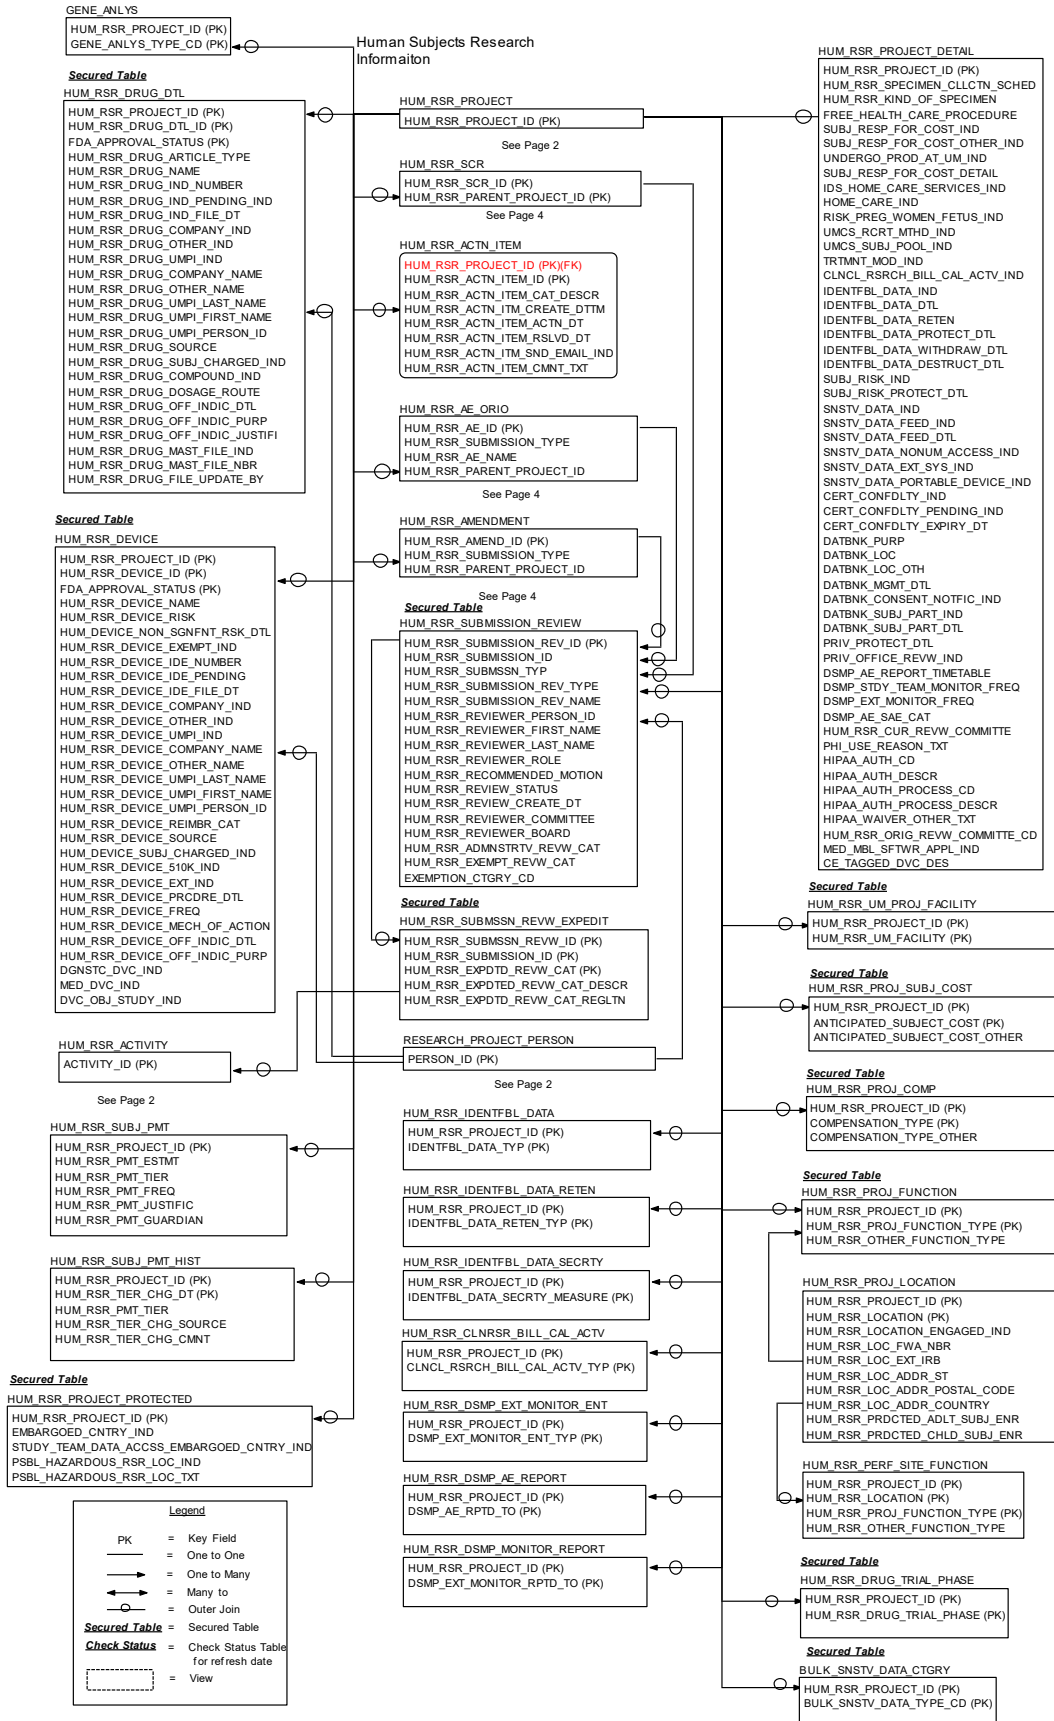 GENE_ANLYS
HUM_RSR_PROJECT_ID (PK)
GENE_ANLYS_TYPE_CD (PK)
Human Subjects Research
Informaiton
Secured Table
HUM_RSR_DRUG_DTL
HUM_RSR_PROJECT_ID (PK)
HUM_RSR_DRUG_DTL_ID (PK)
FDA_APPROVAL_STATUS (PK)
HUM_RSR_DRUG_ARTICLE_TYPE
HUM_RSR_DRUG_NAME
HUM_RSR_DRUG_IND_NUMBER
HUM_RSR_DRUG_IND_PENDING_IND
HUM_RSR_DRUG_IND_FILE_DT
HUM_RSR_DRUG_COMPANY_IND
HUM_RSR_DRUG_OTHER_IND
HUM_RSR_DRUG_UMPI_IND
HUM_RSR_DRUG_COMPANY_NAME
HUM_RSR_DRUG_OTHER_NAME
HUM_RSR_DRUG_UMPI_LAST_NAME
HUM_RSR_DRUG_UMPI_FIRST_NAME
HUM_RSR_DRUG_UMPI_PERSON_ID
HUM_RSR_DRUG_SOURCE
HUM_RSR_DRUG_SUBJ_CHARGED_IND
HUM_RSR_DRUG_COMPOUND_IND
HUM_RSR_DRUG_DOSAGE_ROUTE
HUM_RSR_DRUG_OFF_INDIC_DTL
HUM_RSR_DRUG_OFF_INDIC_PURP
HUM_RSR_DRUG_OFF_INDIC_JUSTIFI
HUM_RSR_DRUG_MAST_FILE_IND
HUM_RSR_DRUG_MAST_FILE_NBR
HUM_RSR_DRUG_FILE_UPDATE_BY
Secured Table
HUM_RSR_DEVICE
HUM_RSR_PROJECT_ID (PK)
HUM_RSR_DEVICE_ID (PK)
FDA_APPROVAL_STATUS (PK)
HUM_RSR_DEVICE_NAME
HUM_RSR_DEVICE_RISK
HUM_DEVICE_NON_SGNFNT_RSK_DTL
HUM_RSR_DEVICE_EXEMPT_IND
HUM_RSR_DEVICE_IDE_NUMBER
HUM_RSR_DEVICE_IDE_PENDING
HUM_RSR_DEVICE_IDE_FILE_DT
HUM_RSR_DEVICE_COMPANY_IND
HUM_RSR_DEVICE_OTHER_IND
HUM_RSR_DEVICE_UMPI_IND
HUM_RSR_DEVICE_COMPANY_NAME
HUM_RSR_DEVICE_OTHER_NAME
HUM_RSR_DEVICE_UMPI_LAST_NAME
HUM_RSR_DEVICE_UMPI_FIRST_NAME
HUM_RSR_DEVICE_UMPI_PERSON_ID
HUM_RSR_DEVICE_REIMBR_CAT
HUM_RSR_DEVICE_SOURCE
HUM_DEVICE_SUBJ_CHARGED_IND
HUM_RSR_DEVICE_510K_IND
HUM_RSR_DEVICE_EXT_IND
HUM_RSR_DEVICE_PRCDRE_DTL
HUM_RSR_DEVICE_FREQ
HUM_RSR_DEVICE_MECH_OF_ACTION
HUM_RSR_DEVICE_OFF_INDIC_DTL
HUM_RSR_DEVICE_OFF_INDIC_PURP
DGNSTC_DVC_IND
MED_DVC_IND
DVC_OBJ_STUDY_IND
HUM_RSR_ACTIVITY
ACTIVITY_ID (PK)
See Page 2
HUM_RSR_SUBJ_PMT
HUM_RSR_PROJECT_ID (PK)
HUM_RSR_PMT_ESTMT
HUM_RSR_PMT_TIER
HUM_RSR_PMT_FREQ
HUM_RSR_PMT_JUSTIFIC
HUM_RSR_PMT_GUARDIAN
HUM_RSR_SUBJ_PMT_HIST
HUM_RSR_PROJECT_ID (PK)
HUM_RSR_TIER_CHG_DT (PK)
HUM_RSR_PMT_TIER
HUM_RSR_TIER_CHG_SOURCE
HUM_RSR_TIER_CHG_CMNT
Secured Table
HUM_RSR_PROJECT_PROTECTED
HUM_RSR_PROJECT_ID (PK)
EMBARGOED_CNTRY_IND
STUDY_TEAM_DATA_ACCSS_EMBARGOED_CNTRY_IND
PSBL_HAZARDOUS_RSR_LOC_IND
PSBL_HAZARDOUS_RSR_LOC_TXT
Legend
PK = Key Field
= One to One
= One to Many
= Many to
= Outer Join
Secured Table = Secured Table
Check Status = Check Status Table
for refresh date
= View
HUM_RSR_PROJECT
HUM_RSR_PROJECT_ID (PK)
See Page 2
HUM_RSR_SCR
HUM_RSR_SCR_ID (PK)
HUM_RSR_PARENT_PROJECT_ID (PK)
See Page 4
HUM_RSR_ACTN_ITEM
HUM_RSR_PROJECT_ID (PK)(FK)
HUM_RSR_ACTN_ITEM_ID (PK)
HUM_RSR_ACTN_ITEM_CAT_DESCR
HUM_RSR_ACTN_ITM_CREATE_DTTM
HUM_RSR_ACTN_ITEM_ACTN_DT
HUM_RSR_ACTN_ITEM_RSLVD_DT
HUM_RSR_ACTN_ITM_SND_EMAIL_IND
HUM_RSR_ACTN_ITEM_CMNT_TXT
HUM_RSR_AE_ORIO
HUM_RSR_AE_ID (PK)
HUM_RSR_SUBMISSION_TYPE
HUM_RSR_AE_NAME
HUM_RSR_PARENT_PROJECT_ID
See Page 4
HUM_RSR_AMENDMENT
HUM_RSR_AMEND_ID (PK)
HUM_RSR_SUBMISSION_TYPE
HUM_RSR_PARENT_PROJECT_ID
See Page 4
Secured Table
HUM_RSR_SUBMISSION_REVIEW
HUM_RSR_SUBMISSION_REV_ID (PK)
HUM_RSR_SUBMISSION_ID
HUM_RSR_SUBMSSN_TYP
HUM_RSR_SUBMISSION_REV_TYPE
HUM_RSR_SUBMISSION_REV_NAME
HUM_RSR_REVIEWER_PERSON_ID
HUM_RSR_REVIEWER_FIRST_NAME
HUM_RSR_REVIEWER_LAST_NAME
HUM_RSR_REVIEWER_ROLE
HUM_RSR_RECOMMENDED_MOTION
HUM_RSR_REVIEW_STATUS
HUM_RSR_REVIEW_CREATE_DT
HUM_RSR_REVIEWER_COMMITTEE
HUM_RSR_REVIEWER_BOARD
HUM_RSR_ADMNSTRTV_REVW_CAT
HUM_RSR_EXEMPT_REVW_CAT
EXEMPTION_CTGRY_CD
Secured Table
HUM_RSR_SUBMSSN_REVW_EXPEDIT
HUM_RSR_SUBMSSN_REVW_ID (PK)
HUM_RSR_SUBMISSION_ID (PK)
HUM_RSR_EXPDTD_REVW_CAT (PK)
HUM_RSR_EXPDTED_REVW_CAT_DESCR
HUM_RSR_EXPDTD_REVW_CAT_REGLTN
RESEARCH_PROJECT_PERSON
PERSON_ID (PK)
See Page 2
HUM_RSR_IDENTFBL_DATA
HUM_RSR_PROJECT_ID (PK)
IDENTFBL_DATA_TYP (PK)
HUM_RSR_IDENTFBL_DATA_RETEN
HUM_RSR_PROJECT_ID (PK)
IDENTFBL_DATA_RETEN_TYP (PK)
HUM_RSR_IDENTFBL_DATA_SECRTY
HUM_RSR_PROJECT_ID (PK)
IDENTFBL_DATA_SECRTY_MEASURE (PK)
HUM_RSR_CLNRSR_BILL_CAL_ACTV
HUM_RSR_PROJECT_ID (PK)
CLNCL_RSRCH_BILL_CAL_ACTV_TYP (PK)
HUM_RSR_DSMP_EXT_MONITOR_ENT
HUM_RSR_PROJECT_ID (PK)
DSMP_EXT_MONITOR_ENT_TYP (PK)
HUM_RSR_DSMP_AE_REPORT
HUM_RSR_PROJECT_ID (PK)
DSMP_AE_RPTD_TO (PK)
HUM_RSR_DSMP_MONITOR_REPORT
HUM_RSR_PROJECT_ID (PK)
DSMP_EXT_MONITOR_RPTD_TO (PK)
HUM_RSR_PROJECT_DETAIL
HUM_RSR_PROJECT_ID (PK)
HUM_RSR_SPECIMEN_CLLCTN_SCHED
HUM_RSR_KIND_OF_SPECIMEN
FREE_HEALTH_CARE_PROCEDURE
SUBJ_RESP_FOR_COST_IND
SUBJ_RESP_FOR_COST_OTHER_IND
UNDERGO_PROD_AT_UM_IND
SUBJ_RESP_FOR_COST_DETAIL
IDS_HOME_CARE_SERVICES_IND
HOME_CARE_IND
RISK_PREG_WOMEN_FETUS_IND
UMCS_RCRT_MTHD_IND
UMCS_SUBJ_POOL_IND
TRTMNT_MOD_IND
CLNCL_RSRCH_BILL_CAL_ACTV_IND
IDENTFBL_DATA_IND
IDENTFBL_DATA_DTL
IDENTFBL_DATA_RETEN
IDENTFBL_DATA_PROTECT_DTL
IDENTFBL_DATA_WITHDRAW_DTL
IDENTFBL_DATA_DESTRUCT_DTL
SUBJ_RISK_IND
SUBJ_RISK_PROTECT_DTL
SNSTV_DATA_IND
SNSTV_DATA_FEED_IND
SNSTV_DATA_FEED_DTL
SNSTV_DATA_NONUM_ACCESS_IND
SNSTV_DATA_EXT_SYS_IND
SNSTV_DATA_PORTABLE_DEVICE_IND
CERT_CONFDLTY_IND
CERT_CONFDLTY_PENDING_IND
CERT_CONFDLTY_EXPIRY_DT
DATBNK_PURP
DATBNK_LOC
DATBNK_LOC_OTH
DATBNK_MGMT_DTL
DATBNK_CONSENT_NOTFIC_IND
DATBNK_SUBJ_PART_IND
DATBNK_SUBJ_PART_DTL
PRIV_PROTECT_DTL
PRIV_OFFICE_REVW_IND
DSMP_AE_REPORT_TIMETABLE
DSMP_STDY_TEAM_MONITOR_FREQ
DSMP_EXT_MONITOR_FREQ
DSMP_AE_SAE_CAT
HUM_RSR_CUR_REVW_COMMITTE
PHI_USE_REASON_TXT
HIPAA_AUTH_CD
HIPAA_AUTH_DESCR
HIPAA_AUTH_PROCESS_CD
HIPAA_AUTH_PROCESS_DESCR
HIPAA_WAIVER_OTHER_TXT
HUM_RSR_ORIG_REVW_COMMITTE_CD
MED_MBL_SFTWR_APPL_IND
CE_TAGGED_DVC_DES
Secured Table
HUM_RSR_UM_PROJ_FACILITY
HUM_RSR_PROJECT_ID (PK)
HUM_RSR_UM_FACILITY (PK)
Secured Table
HUM_RSR_PROJ_SUBJ_COST
HUM_RSR_PROJECT_ID (PK)
ANTICIPATED_SUBJECT_COST (PK)
ANTICIPATED_SUBJECT_COST_OTHER
Secured Table
HUM_RSR_PROJ_COMP
HUM_RSR_PROJECT_ID (PK)
COMPENSATION_TYPE (PK)
COMPENSATION_TYPE_OTHER
Secured Table
HUM_RSR_PROJ_FUNCTION
HUM_RSR_PROJECT_ID (PK)
HUM_RSR_PROJ_FUNCTION_TYPE (PK)
HUM_RSR_OTHER_FUNCTION_TYPE
HUM_RSR_PROJ_LOCATION
HUM_RSR_PROJECT_ID (PK)
HUM_RSR_LOCATION (PK)
HUM_RSR_LOCATION_ENGAGED_IND
HUM_RSR_LOC_FWA_NBR
HUM_RSR_LOC_EXT_IRB
HUM_RSR_LOC_ADDR_ST
HUM_RSR_LOC_ADDR_POSTAL_CODE
HUM_RSR_LOC_ADDR_COUNTRY
HUM_RSR_PRDCTED_ADLT_SUBJ_ENR
HUM_RSR_PRDCTED_CHLD_SUBJ_ENR
HUM_RSR_PERF_SITE_FUNCTION
HUM_RSR_PROJECT_ID (PK)
HUM_RSR_LOCATION (PK)
HUM_RSR_PROJ_FUNCTION_TYPE (PK)
HUM_RSR_OTHER_FUNCTION_TYPE
Secured Table
HUM_RSR_DRUG_TRIAL_PHASE
HUM_RSR_PROJECT_ID (PK)
HUM_RSR_DRUG_TRIAL_PHASE (PK)
Secured Table
BULK_SNSTV_DATA_CTGRY
HUM_RSR_PROJECT_ID (PK)
BULK_SNSTV_DATA_TYPE_CD (PK)